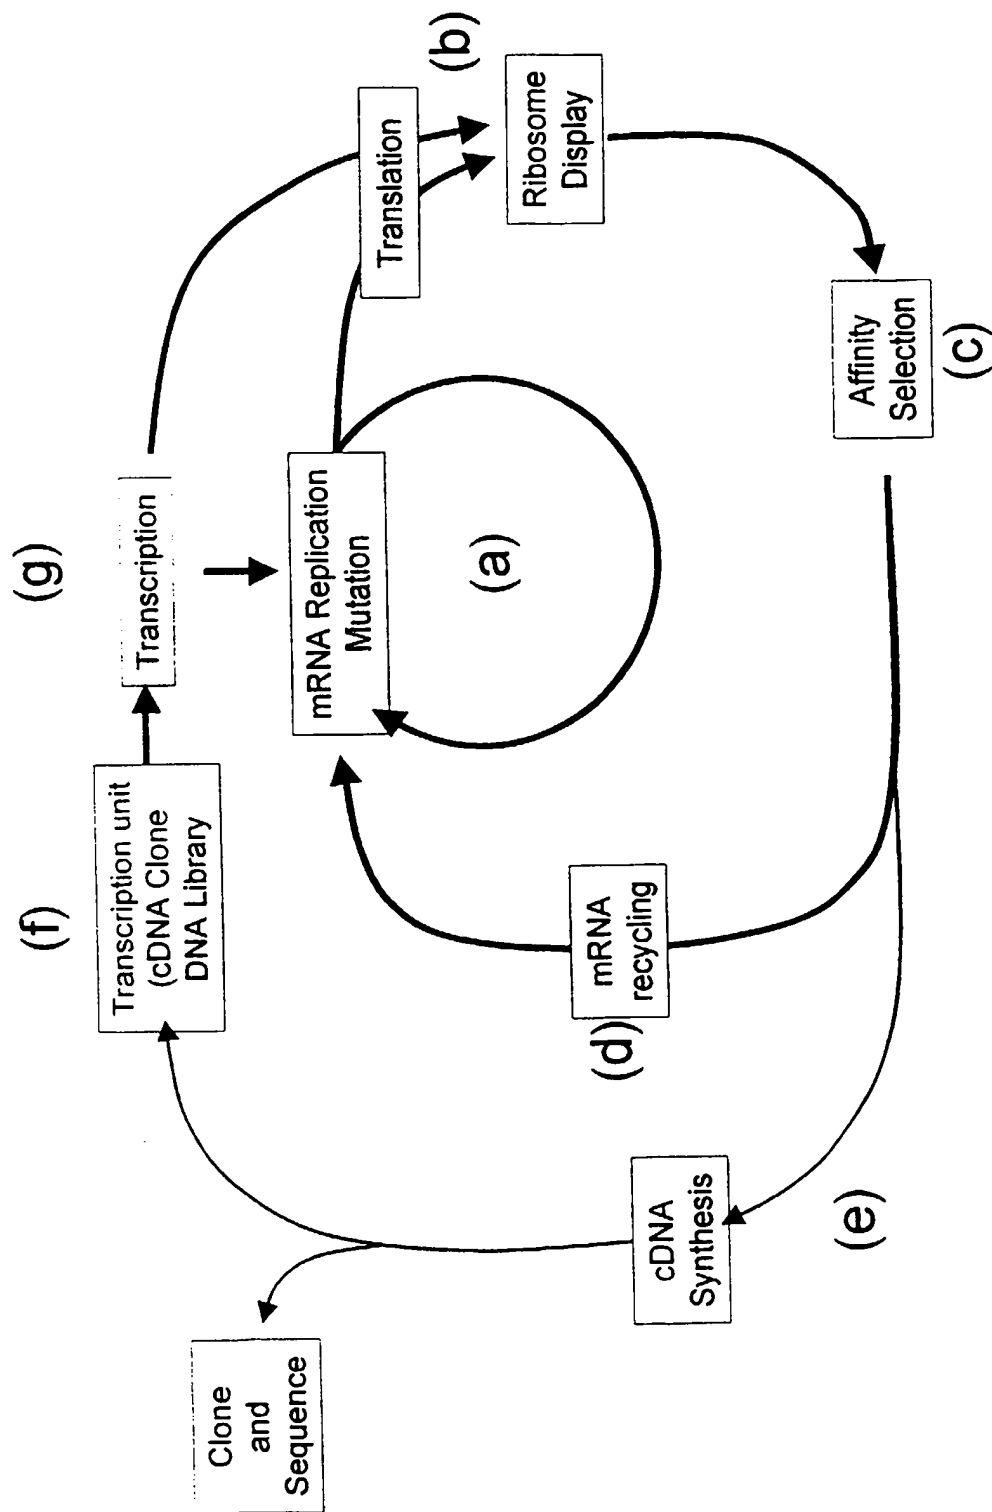 (f)
(g)
Transcription unit
(cDNA Clone
DNA Library
Transcription
Clone
and
Sequence
mRNA Replication
Mutation
Translation
(b)
(a)
Ribosome
Display
(d)
mRNA
recycling
cDNA
Synthesis
(e)
Affinity
Selection
(c)